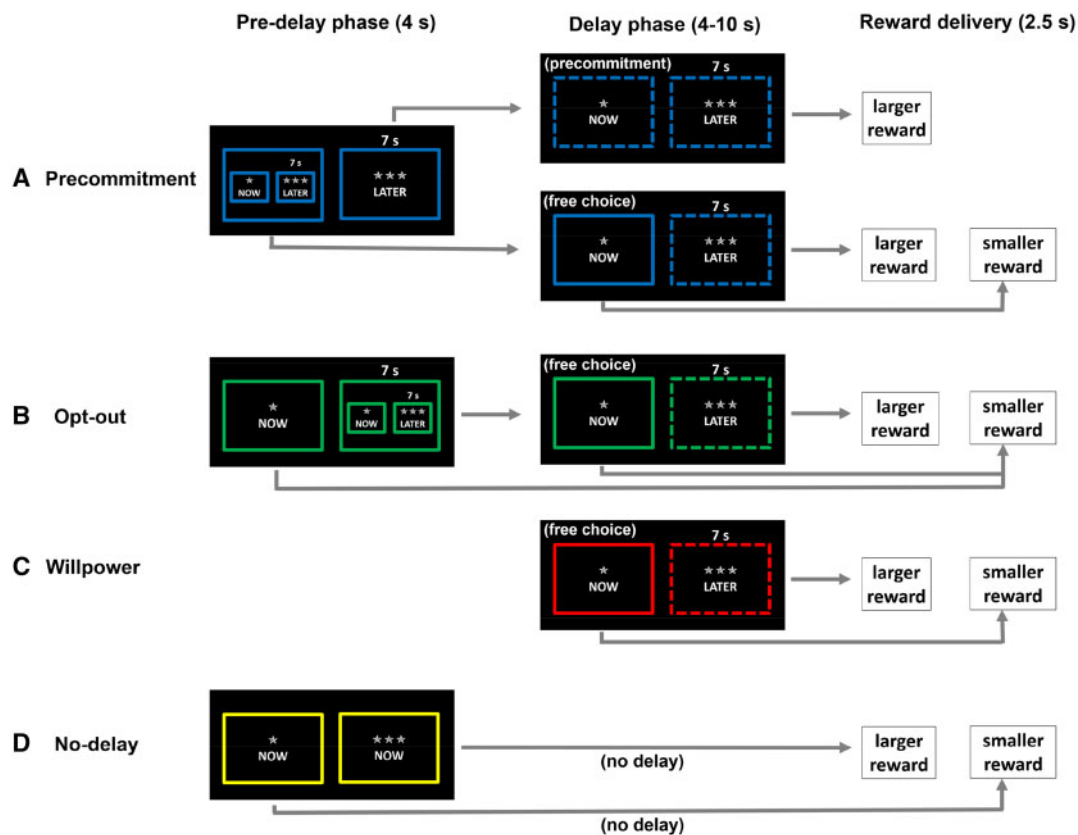 Pre-delay phase (4 s)
Delay phase (4-10 s)
Reward delivery (2.5 s)
A Precommitment
7 s
★
NOW
7 s
★★★
LATER
★★★
LATER
(precommitment)
7 s
★
NOW
★★★
LATER
larger
reward
(free choice)
7 s
★
NOW
★★★
LATER
larger
reward
smaller
reward
B Opt-out
★
NOW
7 s
★
NOW
7 s
★★★
LATER
(free choice)
7 s
★
NOW
★★★
LATER
larger
reward
smaller
reward
C Willpower
(free choice)
7 s
★
NOW
★★★
LATER
larger
reward
smaller
reward
D No-delay
★
NOW
★★★
NOW
(no delay)
(no delay)
larger
reward
smaller
reward